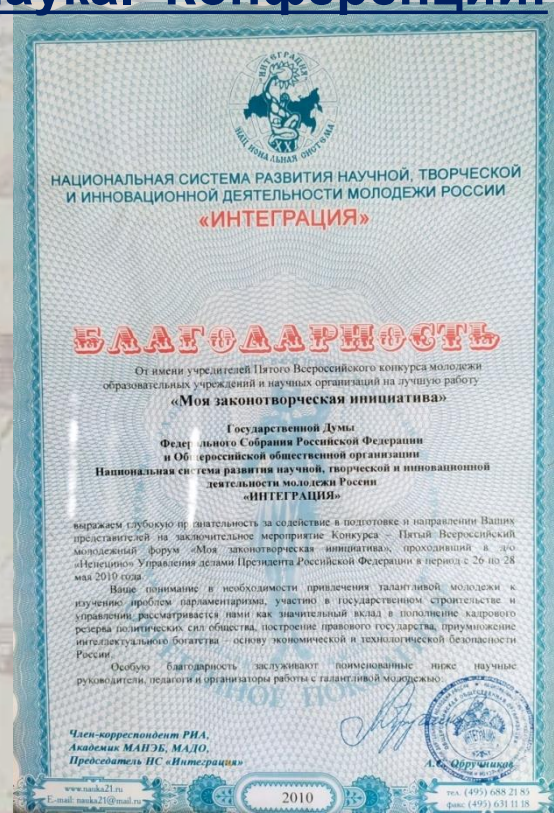 наука. конференции.
ИНТЕГРАЦИЯ
XXI
НАЦИОНАЛЬНАЯ СИСТЕМА
НАЦИОНАЛЬНАЯ СИСТЕМА РАЗВИТИЯ НАУЧНОЙ, ТВОРЧЕСКОЙ
И ИННОВАЦИОННОЙ ДЕЯТЕЛЬНОСТИ МОЛОДЕЖИ РОССИИ
«ИНТЕГРАЦИЯ»
БЛАГОДАРНОСТЬ
От имени учредителей Пятого Всероссийского конкурса молодежи
образовательных учреждений и научных организаций на лучшую работу
«Моя законотворческая инициатива»
Государственной Думы
Федерального Собрания Российской Федерации
и Общероссийской общественной организации
Национальная система развития научной, творческой и инновационной
деятельности молодежи России
«ИНТЕГРАЦИЯ»
выражаем глубокую признательность за содействие в подготовке и направлении Ваших
представителей на заключительное мероприятие Конкурса – Пятый Всероссийский
молодежный форум «Моя законотворческая инициатива», проходивший в д/о
«Непецино» Управления делами Президента Российской Федерации в период с 26 по 28
мая 2010 года.
Ваше понимание в необходимости привлечения талантливой молодежи к
изучению проблем парламентаризма, участию в государственном строительстве и
управлении рассматривается нами как значительный вклад в пополнение кадрового
резерва политических сил общества, построение правового государства, приумножение
интеллектуального богатства – основу экономической и технологической безопасности
России.
Особую благодарность заслуживают поименованные ниже научные
руководители, педагоги и организаторы работы с талантливой молодежью:
Член-корреспондент РИА,
Академик МАНЭБ, МАДО,
Председатель НС «Интеграция»
А.С. Обручников
www.nauka21.ru
E-mail: nauka21@mail.ru
2010
тел. (495) 688 21 85
факс (495) 631 11 18